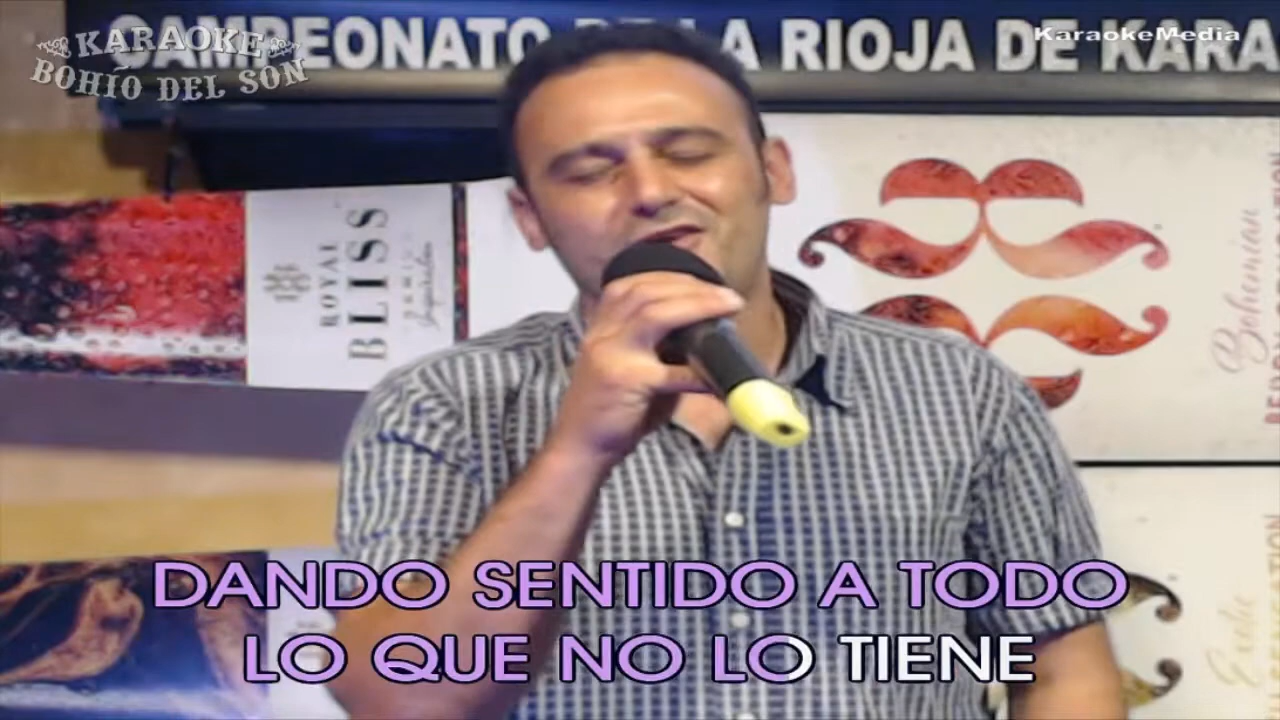 CAMPEONATO DE LA RIOJA DE KARA
KaraokeMedia
KARAOKE
BOHÍO DEL SON
ROYAL
BLISS
Bohemian
DANDO SENTIDO A TODO
LO QUE NO LO TIENE